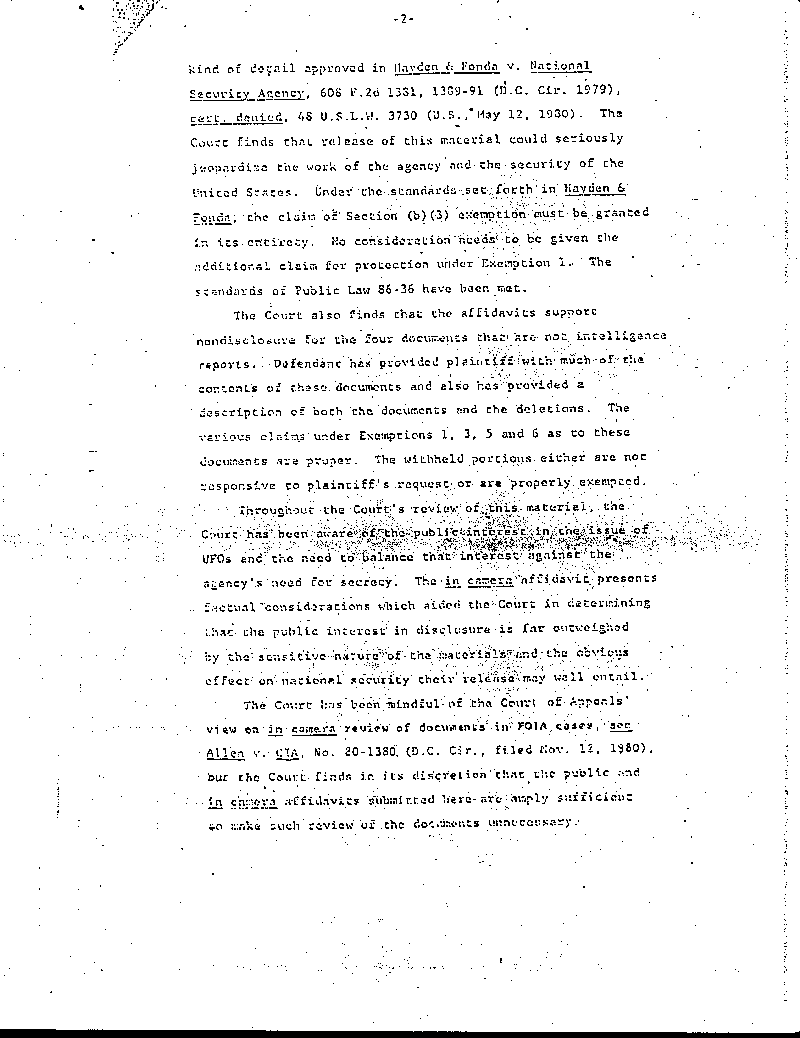 -2-
kind of detail approved in Hayden & Fonda v. National
Security Agency, 608 F.2d 1381, 1389-91 (D.C. Cir. 1979),
cert. denied, 48 U.S.L.W. 3730 (U.S., May 12, 1980). The
Court finds that release of this material could seriously
jeopardize the work of the agency and the security of the
United States. Under the standards set forth in Hayden &
Fonda, the claim of Section (b)(3) exemption must be granted
in its entirety. No consideration needs to be given the
additional claim for protection under Exemption 1. The
standards of Public Law 86-36 have been met.
The Court also finds that the affidavits support
nondisclosure for the four documents that are not intelligence
reports. Defendant has provided plaintiff with much of the
contents of these documents and also has provided a
description of both the documents and the deletions. The
various claims under Exemptions 1, 3, 5 and 6 as to these
documents are proper. The withheld portions either are not
responsive to plaintiff's request or are properly exempted.
Throughout the Court's review of this material, the
Court has been aware of the public interest in the issue of
UFOs and the need to balance that interest against the
agency's need for secrecy. The in camera affidavit presents
factual considerations which aided the Court in determining
that the public interest in disclosure is far outweighed
by the sensitive nature of the materials and the obvious
effect on national security their release may well entail.
The Court has been mindful of the Court of Appeals'
view on in camera review of documents in FOIA cases, see
Allen v. CIA, No. 80-1380, (D.C. Cir., filed Nov. 12, 1980),
but the Court finds in its discretion that the public and
in camera affidavits submitted here are amply sufficient
to make such review of the documents unnecessary.